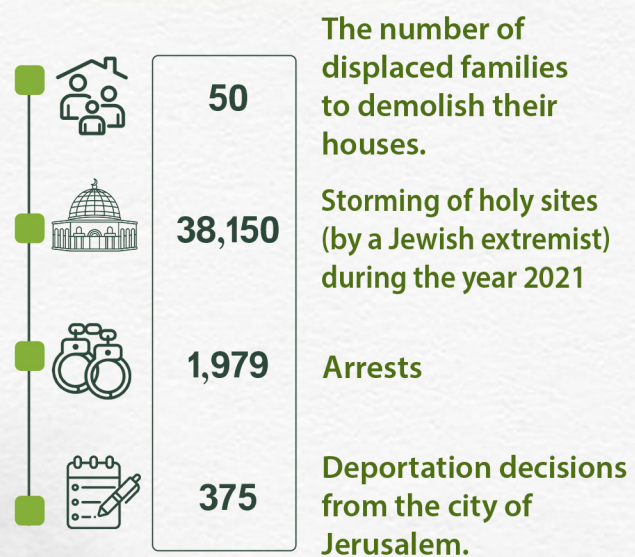 50
The number of
displaced families
to demolish their
houses.
38,150
Storming of holy sites
(by a Jewish extremist)
during the year 2021
1,979
Arrests
375
Deportation decisions
from the city of
Jerusalem.